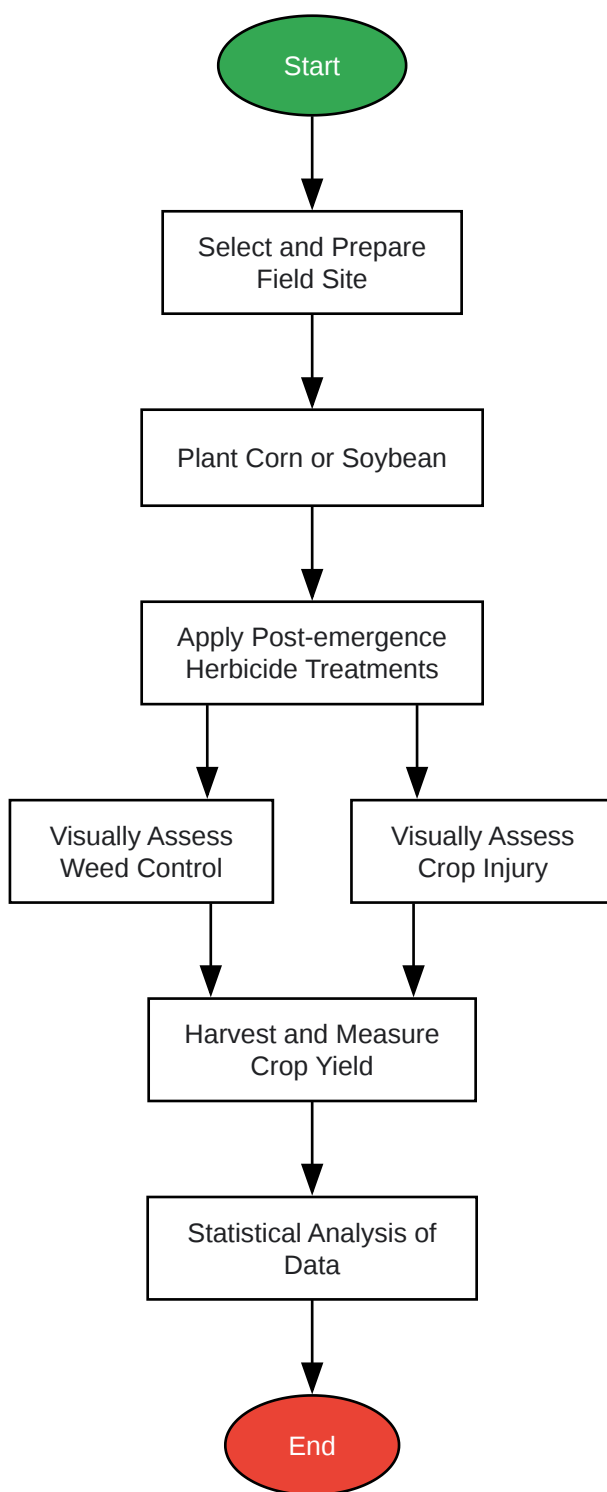 Start
Select and Prepare
Field Site
Plant Corn or Soybean
Apply Post-emergence
Herbicide Treatments
Visually Assess
Weed Control
Visually Assess
Crop Injury
Harvest and Measure
Crop Yield
Statistical Analysis of
Data
End